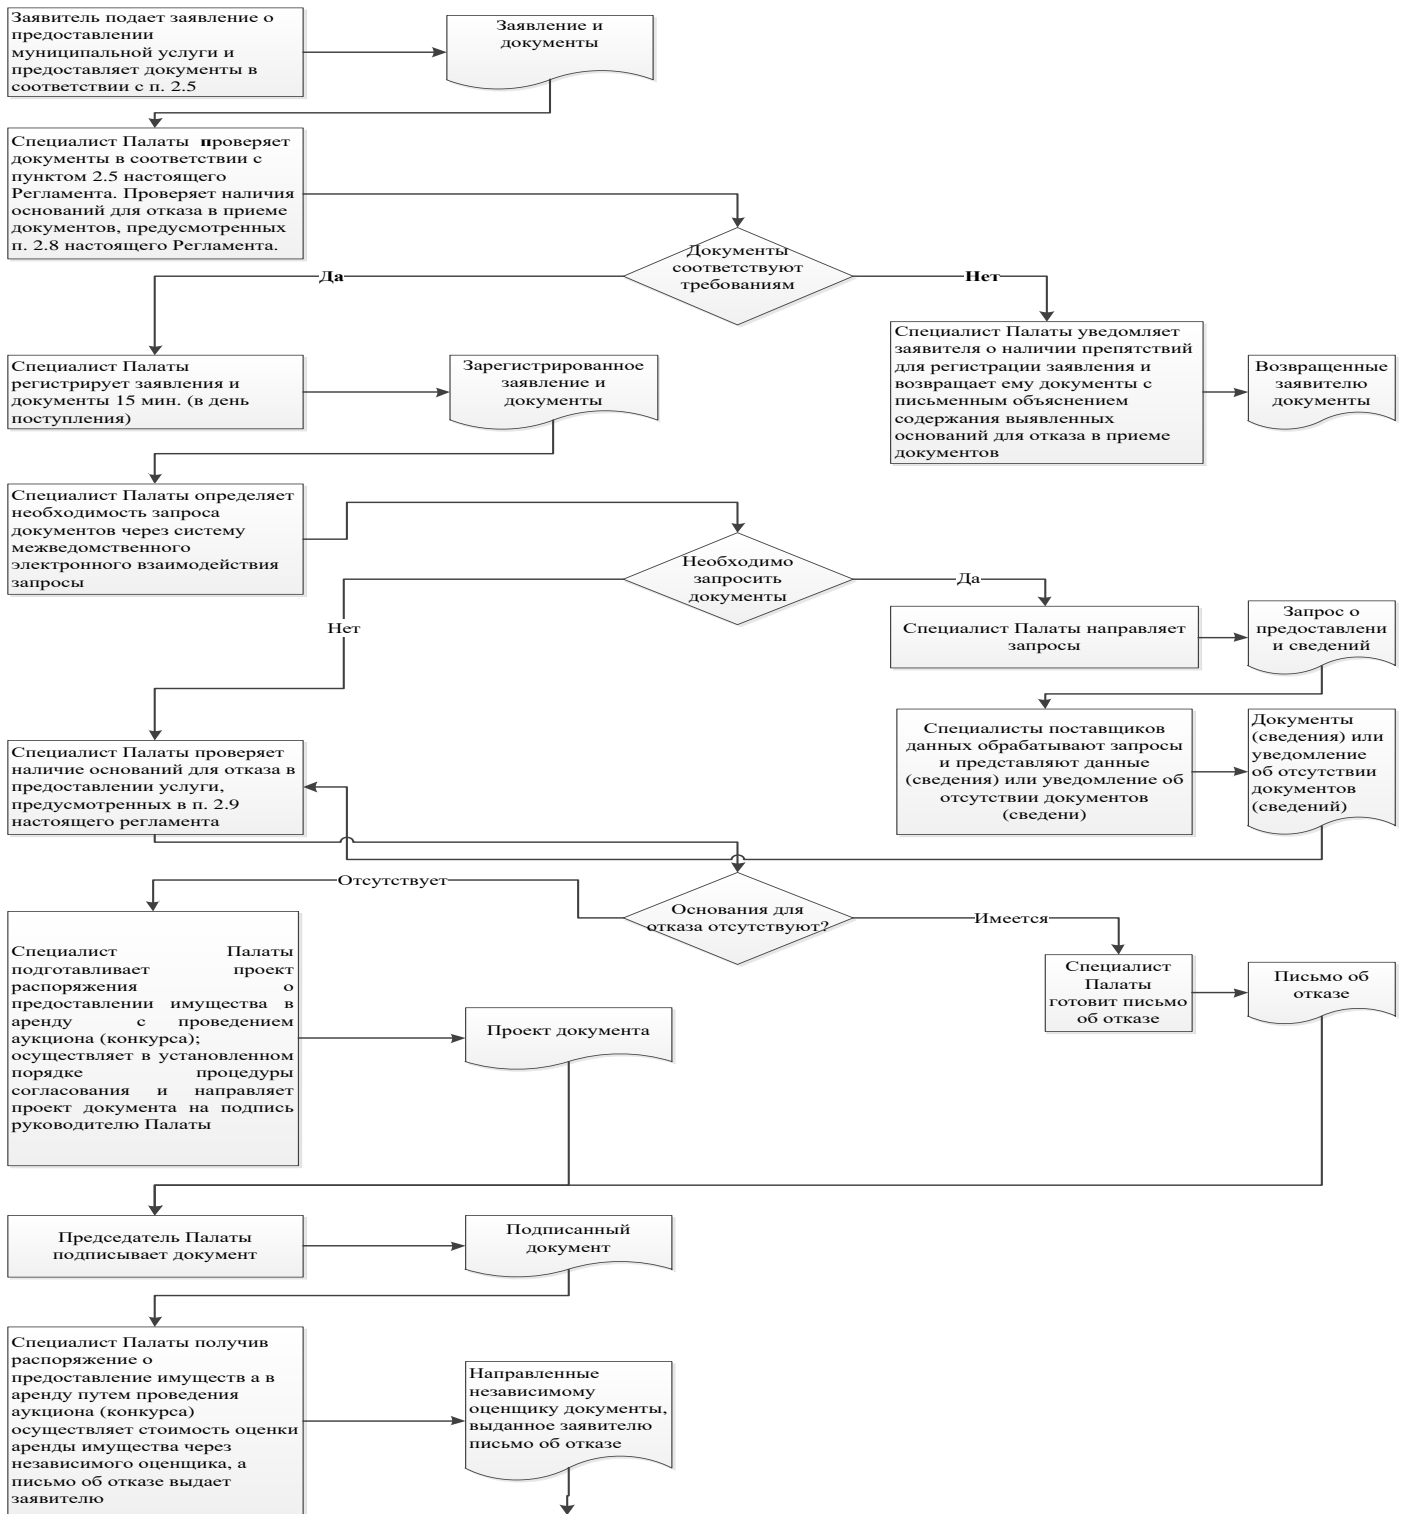 Заявитель подает заявление о
предоставлении
муниципальной услуги и
предоставляет документы в
соответствии с п. 2.5
Заявление и
документы
Специалист Палаты проверяет
документы в соответствии с
пунктом 2.5 настоящего
Регламента. Проверяет наличия
оснований для отказа в приеме
документов, предусмотренных
п. 2.8 настоящего Регламента.
Документы
соответствуют
требованиям
Да
Нет
Специалист Палаты
регистрирует заявления и
документы 15 мин. (в день
поступления)
Зарегистрированное
заявление и
документы
Специалист Палаты уведомляет
заявителя о наличии препятствий
для регистрации заявления и
возвращает ему документы с
письменным объяснением
содержания выявленных
оснований для отказа в приеме
документов
Возвращенные
заявителю
документы
Специалист Палаты определяет
необходимость запроса
документов через систему
межведомственного
электронного взаимодействия
запросы
Необходимо
запросить
документы
Да
Нет
Специалист Палаты направляет
запросы
Запрос о
предоставлени
и сведений
Специалист Палаты проверяет
наличие оснований для отказа в
предоставлении услуги,
предусмотренных в п. 2.9
настоящего регламента
Специалисты поставщиков
данных обрабатывают запросы
и представляют данные
(сведения) или уведомление об
отсутствии документов
(сведени)
Документы
(сведения) или
уведомление
об отсутствии
документов
(сведений)
Отсутствует
Основания для
отказа отсутствуют?
Имеется
Специалист Палаты
подготавливает проект
распоряжения о
предоставлении имущества в
аренду с проведением
аукциона (конкурса);
осуществляет в установленном
порядке процедуры
согласования и направляет
проект документа на подпись
руководителю Палаты
Проект документа
Специалист
Палаты
готовит письмо
об отказе
Письмо об
отказе
Председатель Палаты
подписывает документ
Подписанный
документ
Специалист Палаты получив
распоряжение о
предоставление имуществ а в
аренду путем проведения
аукциона (конкурса)
осуществляет стоимость оценки
аренды имущества через
независимого оценщика, а
письмо об отказе выдает
заявителю
Направленные
независимому
оценщику документы,
выданное заявителю
письмо об отказе